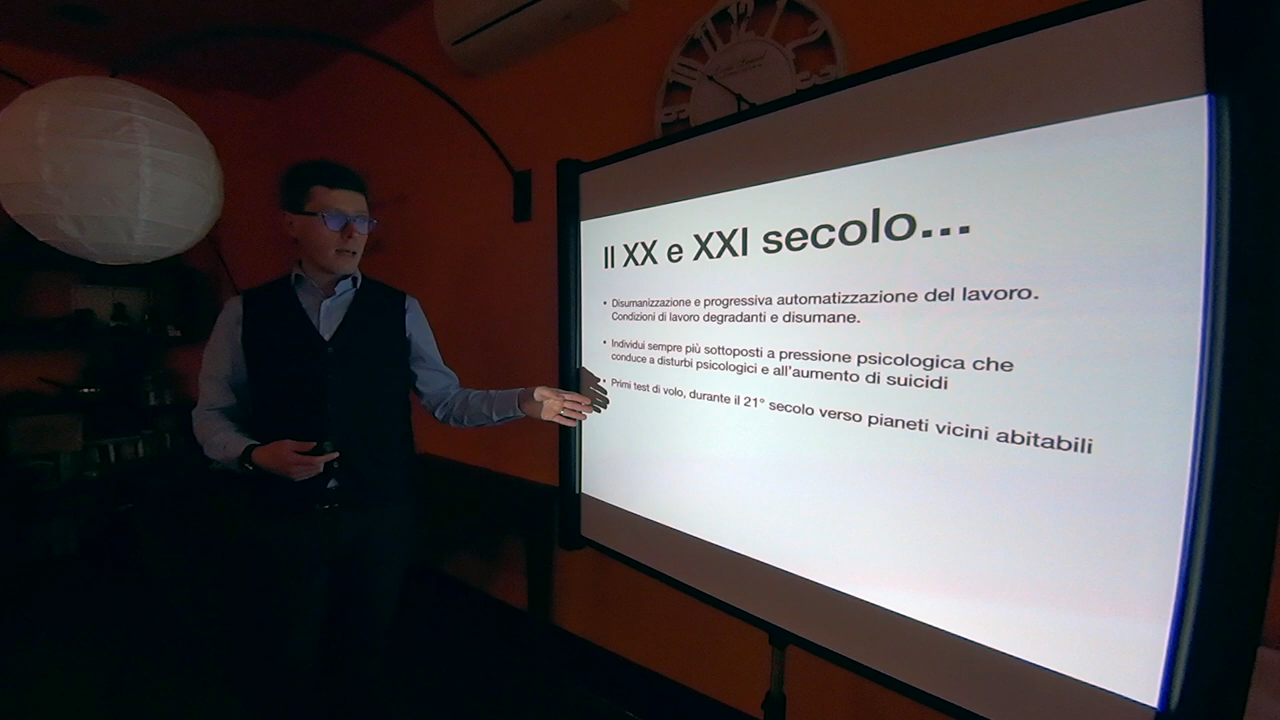 12
10
Il XX e XXI secolo...
• Disumanizzazione e progressiva automatizzazione del lavoro.
Condizioni di lavoro degradanti e disumane.
• Individui sempre più sottoposti a pressione psicologica che
conduce a disturbi psicologici e all'aumento di suicidi
• Primi test di volo, durante il 21° secolo verso pianeti vicini abitabili